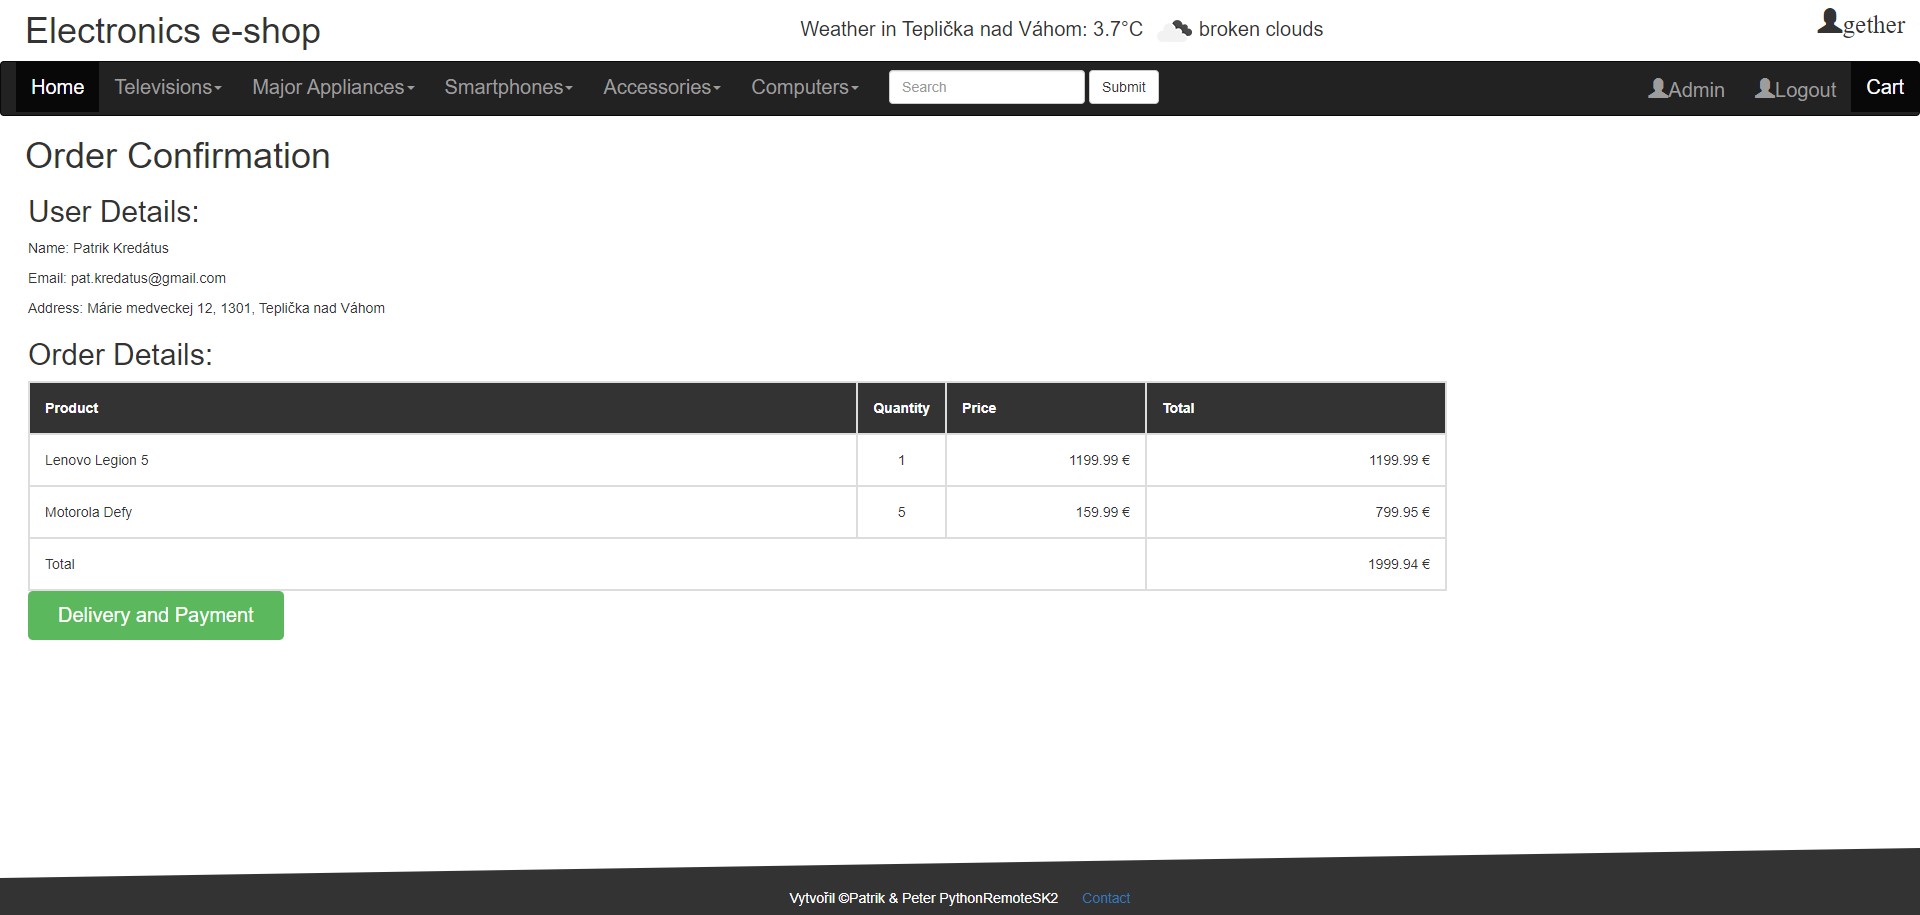 Electronics e-shop
Weather in Teplička nad Váhom: 3.7°C broken clouds
gether
Home Televisions Major Appliances Smartphones Accessories Computers Search Submit Admin Logout Cart
Order Confirmation
User Details:
Name: Patrik Kredátus
Email: pat.kredatus@gmail.com
Address: Márie medveckej 12, 1301, Teplička nad Váhom
Order Details:
Product Quantity Price Total
Lenovo Legion 5 1 1199.99 € 1199.99 €
Motorola Defy 5 159.99 € 799.95 €
Total 1999.94 €
Delivery and Payment
Vytvořil ©Patrik & Peter PythonRemoteSK2 Contact